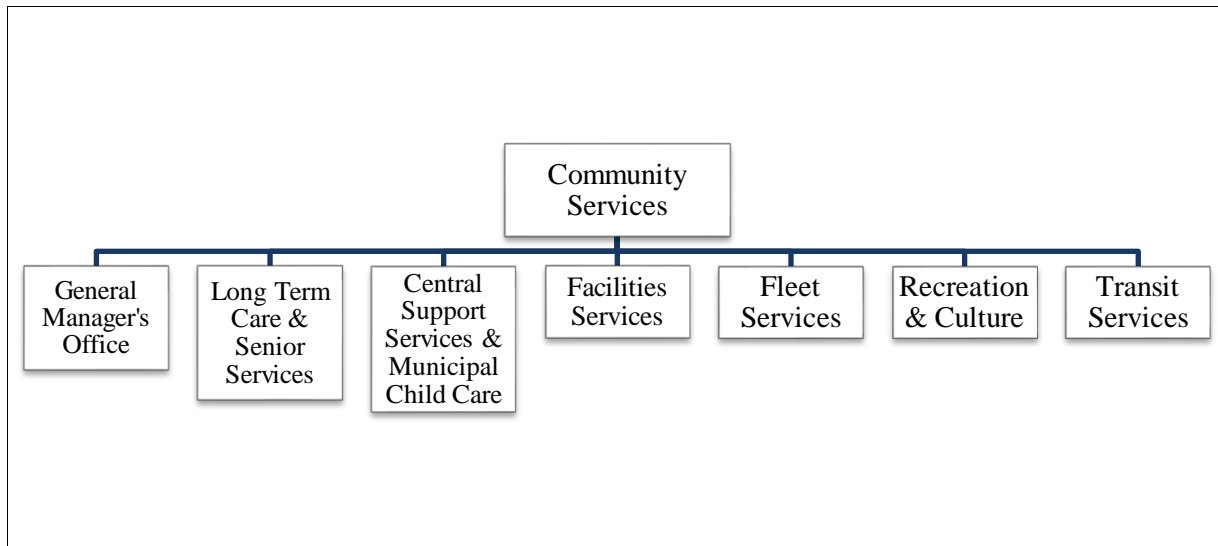 Community
Services
General
Manager's
Office
Long Term
Care &
Senior
Services
Central
Support
Services &
Municipal
Child Care
Facilities
Services
Fleet
Services
Recreation
& Culture
Transit
Services